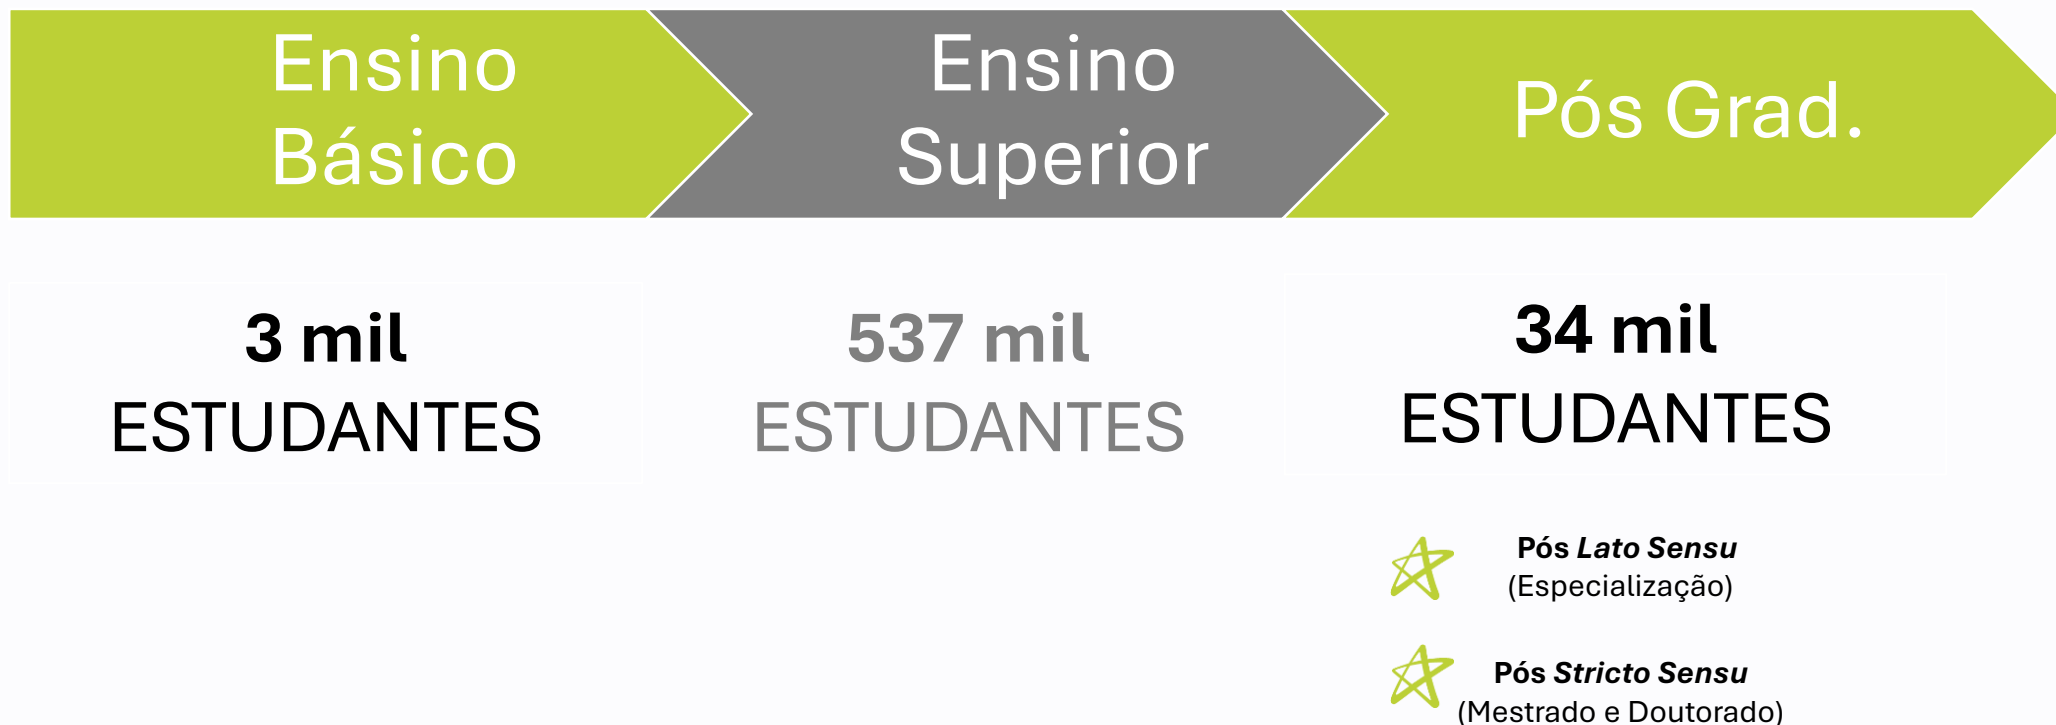 Ensino
Básico
Ensino
Superior
Pós Grad.
3 mil
ESTUDANTES
537 mil
ESTUDANTES
34 mil
ESTUDANTES
Pós Lato Sensu
(Especialização)
Pós Stricto Sensu
(Mestrado e Doutorado)